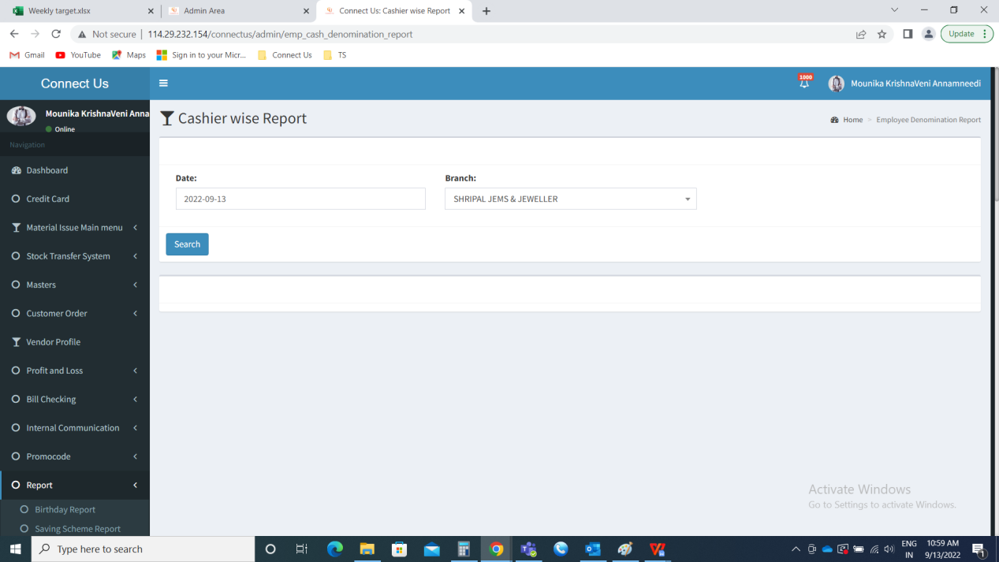 Weekly target.xlsx
Admin Area
Connect Us: Cashier wise Report
Not secure
114.29.232.154/connectus/admin/emp_cash_denomination_report
Update
Gmail
YouTube
Maps
Sign in to your Micr...
Connect Us
TS
Connect Us
1000
Mounika KrishnaVeni Annamneedi
Mounika KrishnaVeni Anna
Online
Navigation
Dashboard
Credit Card
Material Issue Main menu
Stock Transfer System
Masters
Customer Order
Vendor Profile
Profit and Loss
Bill Checking
Internal Communication
Promocode
Report
Birthday Report
Saving Scheme Report
Cashier wise Report
Home > Employee Denomination Report
Date:
Branch:
2022-09-13
SHRIPAL JEMS & JEWELLER
Search
Activate Windows
Go to Settings to activate Windows.
Type here to search
ENG
IN
10:59 AM
9/13/2022
1